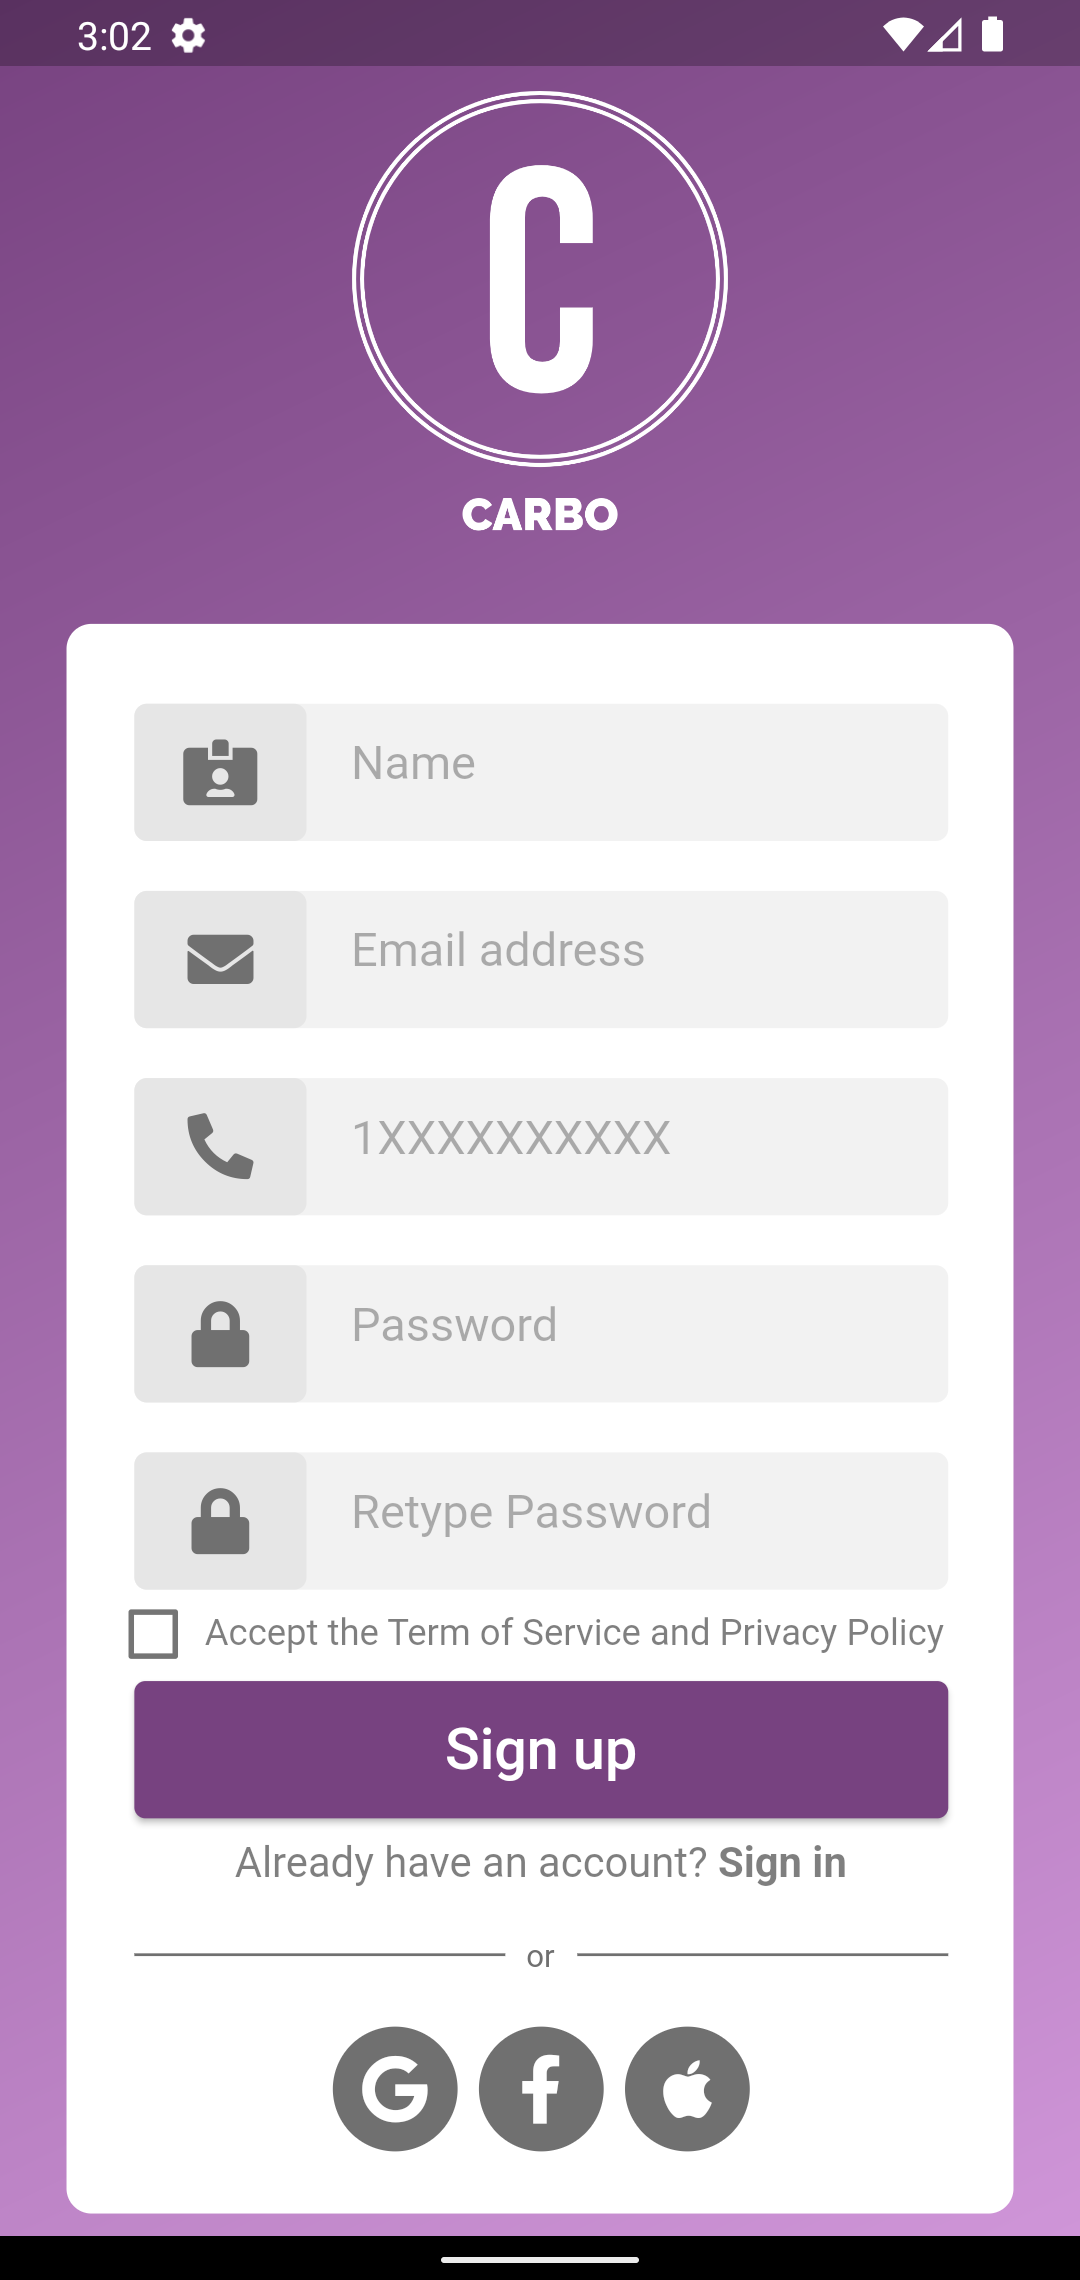 3:02
C
CARBO
Name
Email address
1XXXXXXXXXX
Password
Retype Password
Accept the Term of Service and Privacy Policy
Sign up
Already have an account? Sign in
or